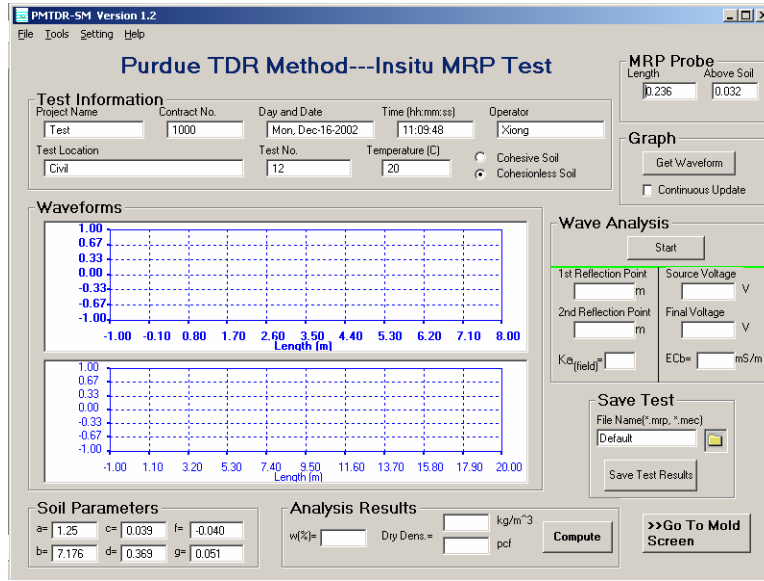 PMTDR-SM Version 1.2
File Tools Setting Help
Purdue TDR Method---Insitu MRP Test
MRP Probe
Length Above Soil
0.236 0.032
Test Information
Project Name Contract No. Day and Date Time (hh:mm:ss) Operator
Test 1000 Mon, Dec-16-2002 11:09:48 Xiong
Test Location Test No. Temperature (C)
Civil 12 20
Cohesive Soil
Cohesionless Soil
Graph
Get Waveform
Continuous Update
Waveforms
1.00
0.67
0.33
0.00
-0.33
-0.67
-1.00
-1.00 -0.10 0.80 1.70 2.60 3.50 4.40 5.30 6.20 7.10 8.00
Length (m)
1.00
0.67
0.33
0.00
-0.33
-0.67
-1.00
-1.00 1.10 3.20 5.30 7.40 9.50 11.60 13.70 15.80 17.90 20.00
Length (m)
Wave Analysis
Start
1st Reflection Point Source Voltage
m V
2nd Reflection Point Final Voltage
m V
Ka(field)= ECb= mS/m
Save Test
File Name(*.mrp, *.mec)
Default
Save Test Results
Soil Parameters
a= 1.25 c= 0.039 f= -0.040
b= 7.176 d= 0.369 g= 0.051
Analysis Results
w(%)= Dry Dens.= kg/m^3
pcf
Compute
>>Go To Mold
Screen